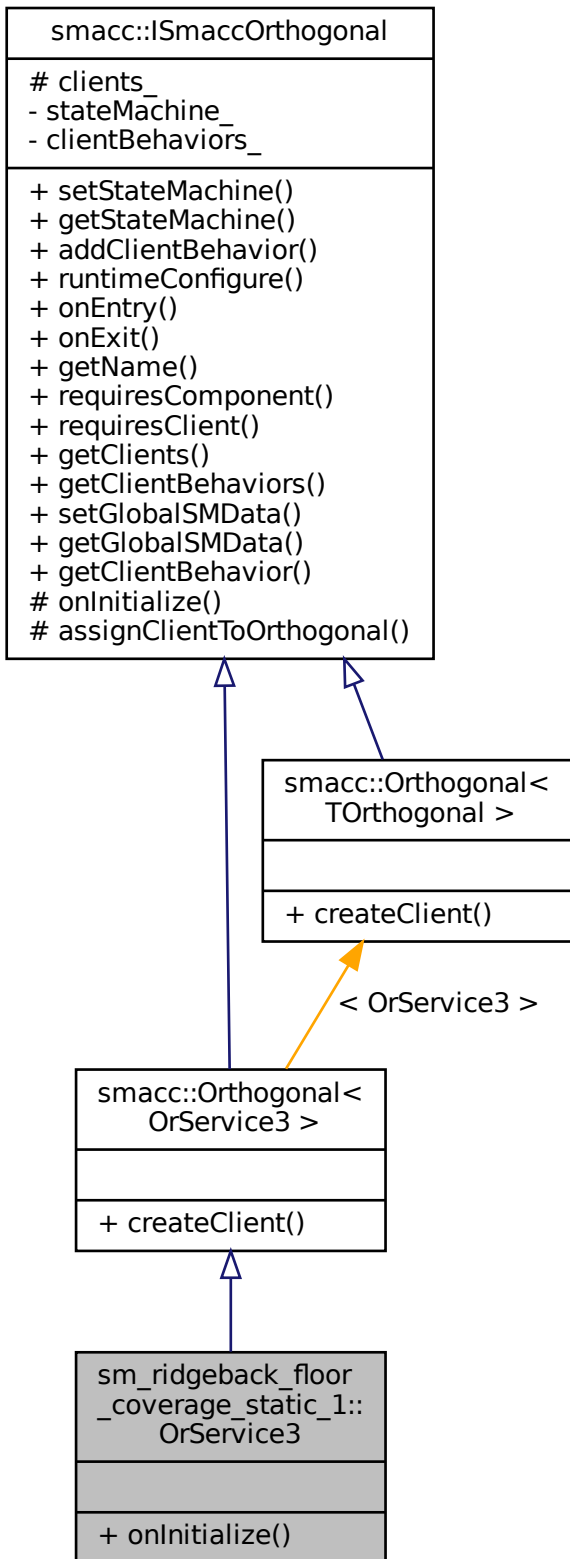 smacc::ISmaccOrthogonal
# clients_
- stateMachine_
- clientBehaviors_
+ setStateMachine()
+ getStateMachine()
+ addClientBehavior()
+ runtimeConfigure()
+ onEntry()
+ onExit()
+ getName()
+ requiresComponent()
+ requiresClient()
+ getClients()
+ getClientBehaviors()
+ setGlobalSMData()
+ getGlobalSMData()
+ getClientBehavior()
# onInitialize()
# assignClientToOrthogonal()
smacc::Orthogonal<
TOrthogonal >
+ createClient()
< OrService3 >
smacc::Orthogonal<
OrService3 >
+ createClient()
sm_ridgeback_floor
_coverage_static_1::
OrService3
+ onInitialize()